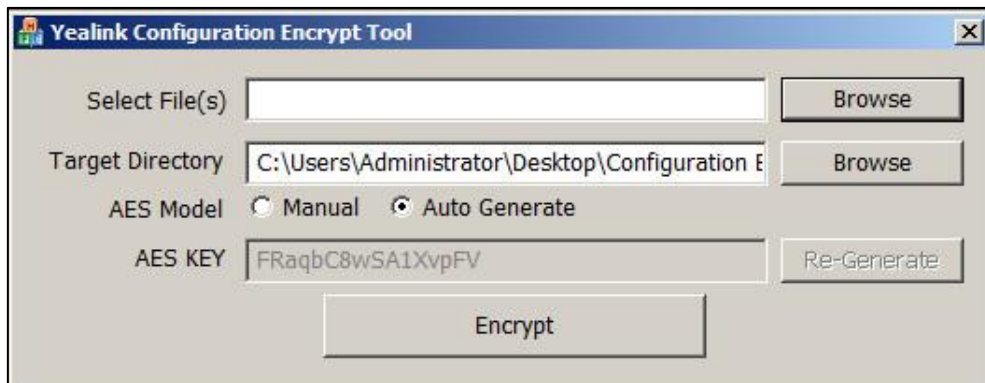 Yealink Configuration Encrypt Tool
Select File(s) Browse
Target Directory C:\Users\Administrator\Desktop\Configuration E Browse
AES Model Manual Auto Generate
AES KEY FRaqbC8wSA1XvpFV Re-Generate
Encrypt